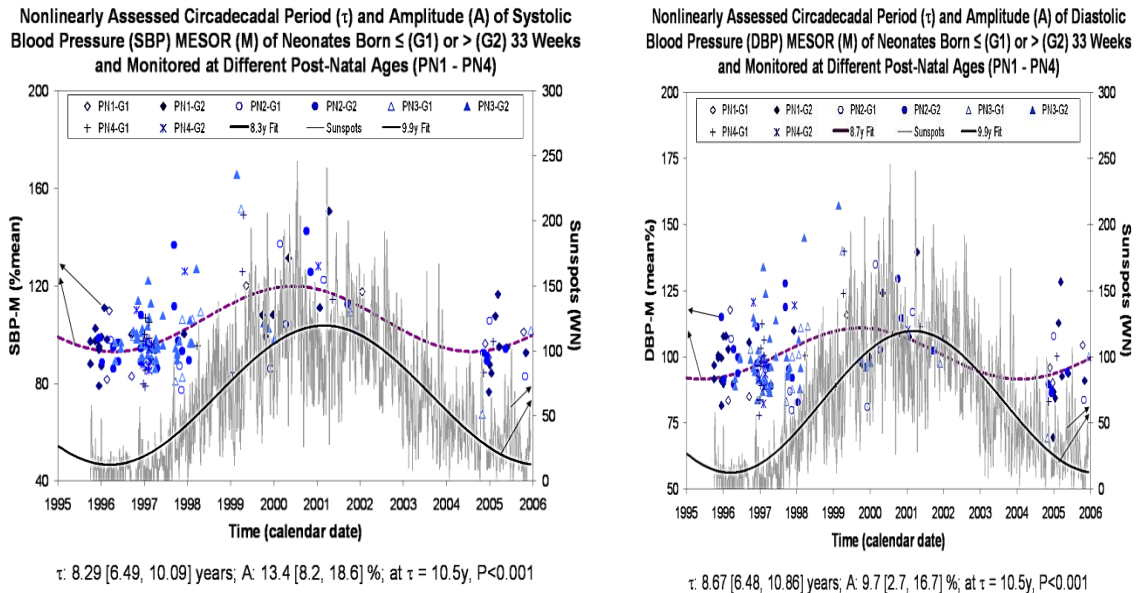 Nonlinearly Assessed Circadecadal Period (τ) and Amplitude (A) of Systolic
Blood Pressure (SBP) MESOR (M) of Neonates Born ≤ (G1) or > (G2) 33 Weeks
and Monitored at Different Post-Natal Ages (PN1 - PN4)
200
160
120
80
40
SBP-M (%mean)
PN1-G1 PN1-G2 PN2-G1 PN2-G2 PN3-G1 PN3-G2
PN4-G1 PN4-G2 8.3y Fit Sunspots 9.9y Fit
300
250
200
150
100
50
0
Sunspots (WN)
1995 1996 1997 1998 1999 2000 2001 2002 2003 2004 2005 2006
Time (calendar date)
τ: 8.29 [6.49, 10.09] years; A: 13.4 [8.2, 18.6] %; at τ = 10.5y, P<0.001
Nonlinearly Assessed Circadecadal Period (τ) and Amplitude (A) of Diastolic
Blood Pressure (DBP) MESOR (M) of Neonates Born ≤ (G1) or > (G2) 33 Weeks
and Monitored at Different Post-Natal Ages (PN1 - PN4)
200
175
150
125
100
75
50
DBP-M (mean%)
PN1-G1 PN1-G2 PN2-G1 PN2-G2 PN3-G1 PN3-G2
PN4-G1 PN4-G2 8.7y Fit Sunspots 9.9y Fit
300
250
200
150
100
50
0
Sunspots (WN)
1995 1996 1997 1998 1999 2000 2001 2002 2003 2004 2005 2006
Time (calendar date)
τ: 8.67 [6.48, 10.86] years; A: 9.7 [2.7, 16.7] %; at τ = 10.5y, P<0.001